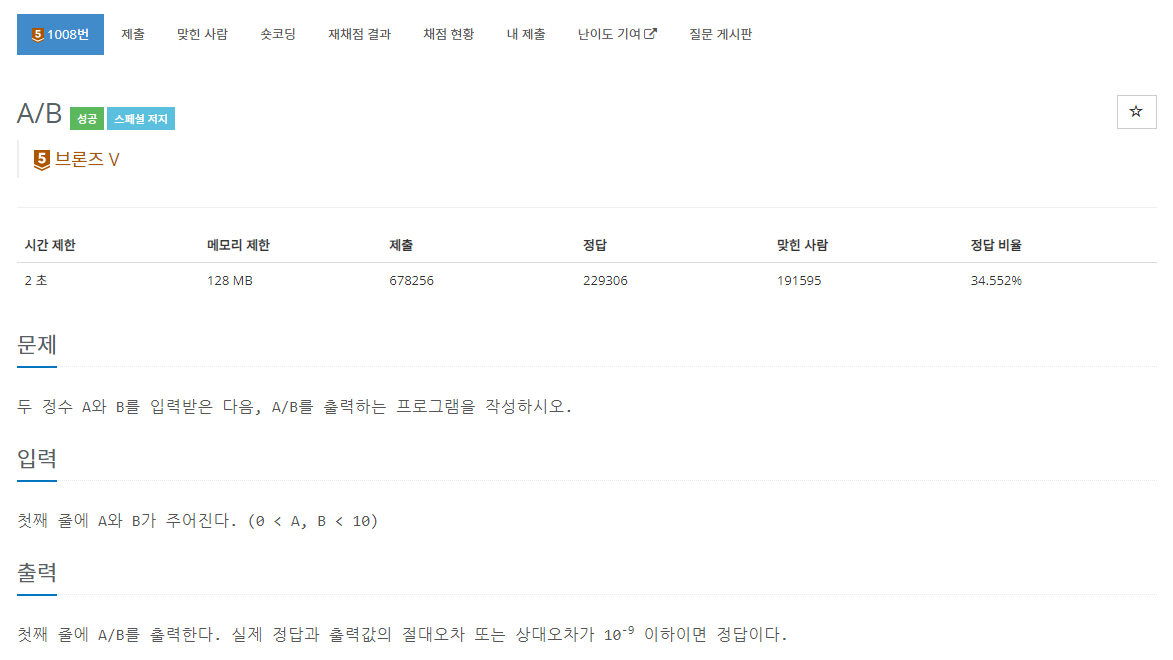 5 1008번 제출 맞힌 사람 숏코딩 재채점 결과 채점 현황 내 제출 난이도 기여 질문 게시판
A/B 성공 스페셜 저지
5 브론즈 V
시간 제한 메모리 제한 제출 정답 맞힌 사람 정답 비율
2 초 128 MB 678256 229306 191595 34.552%
문제
두 정수 A와 B를 입력받은 다음, A/B를 출력하는 프로그램을 작성하시오.
입력
첫째 줄에 A와 B가 주어진다. (0 < A, B < 10)
출력
첫째 줄에 A/B를 출력한다. 실제 정답과 출력값의 절대오차 또는 상대오차가 10⁻⁹ 이하이면 정답이다.